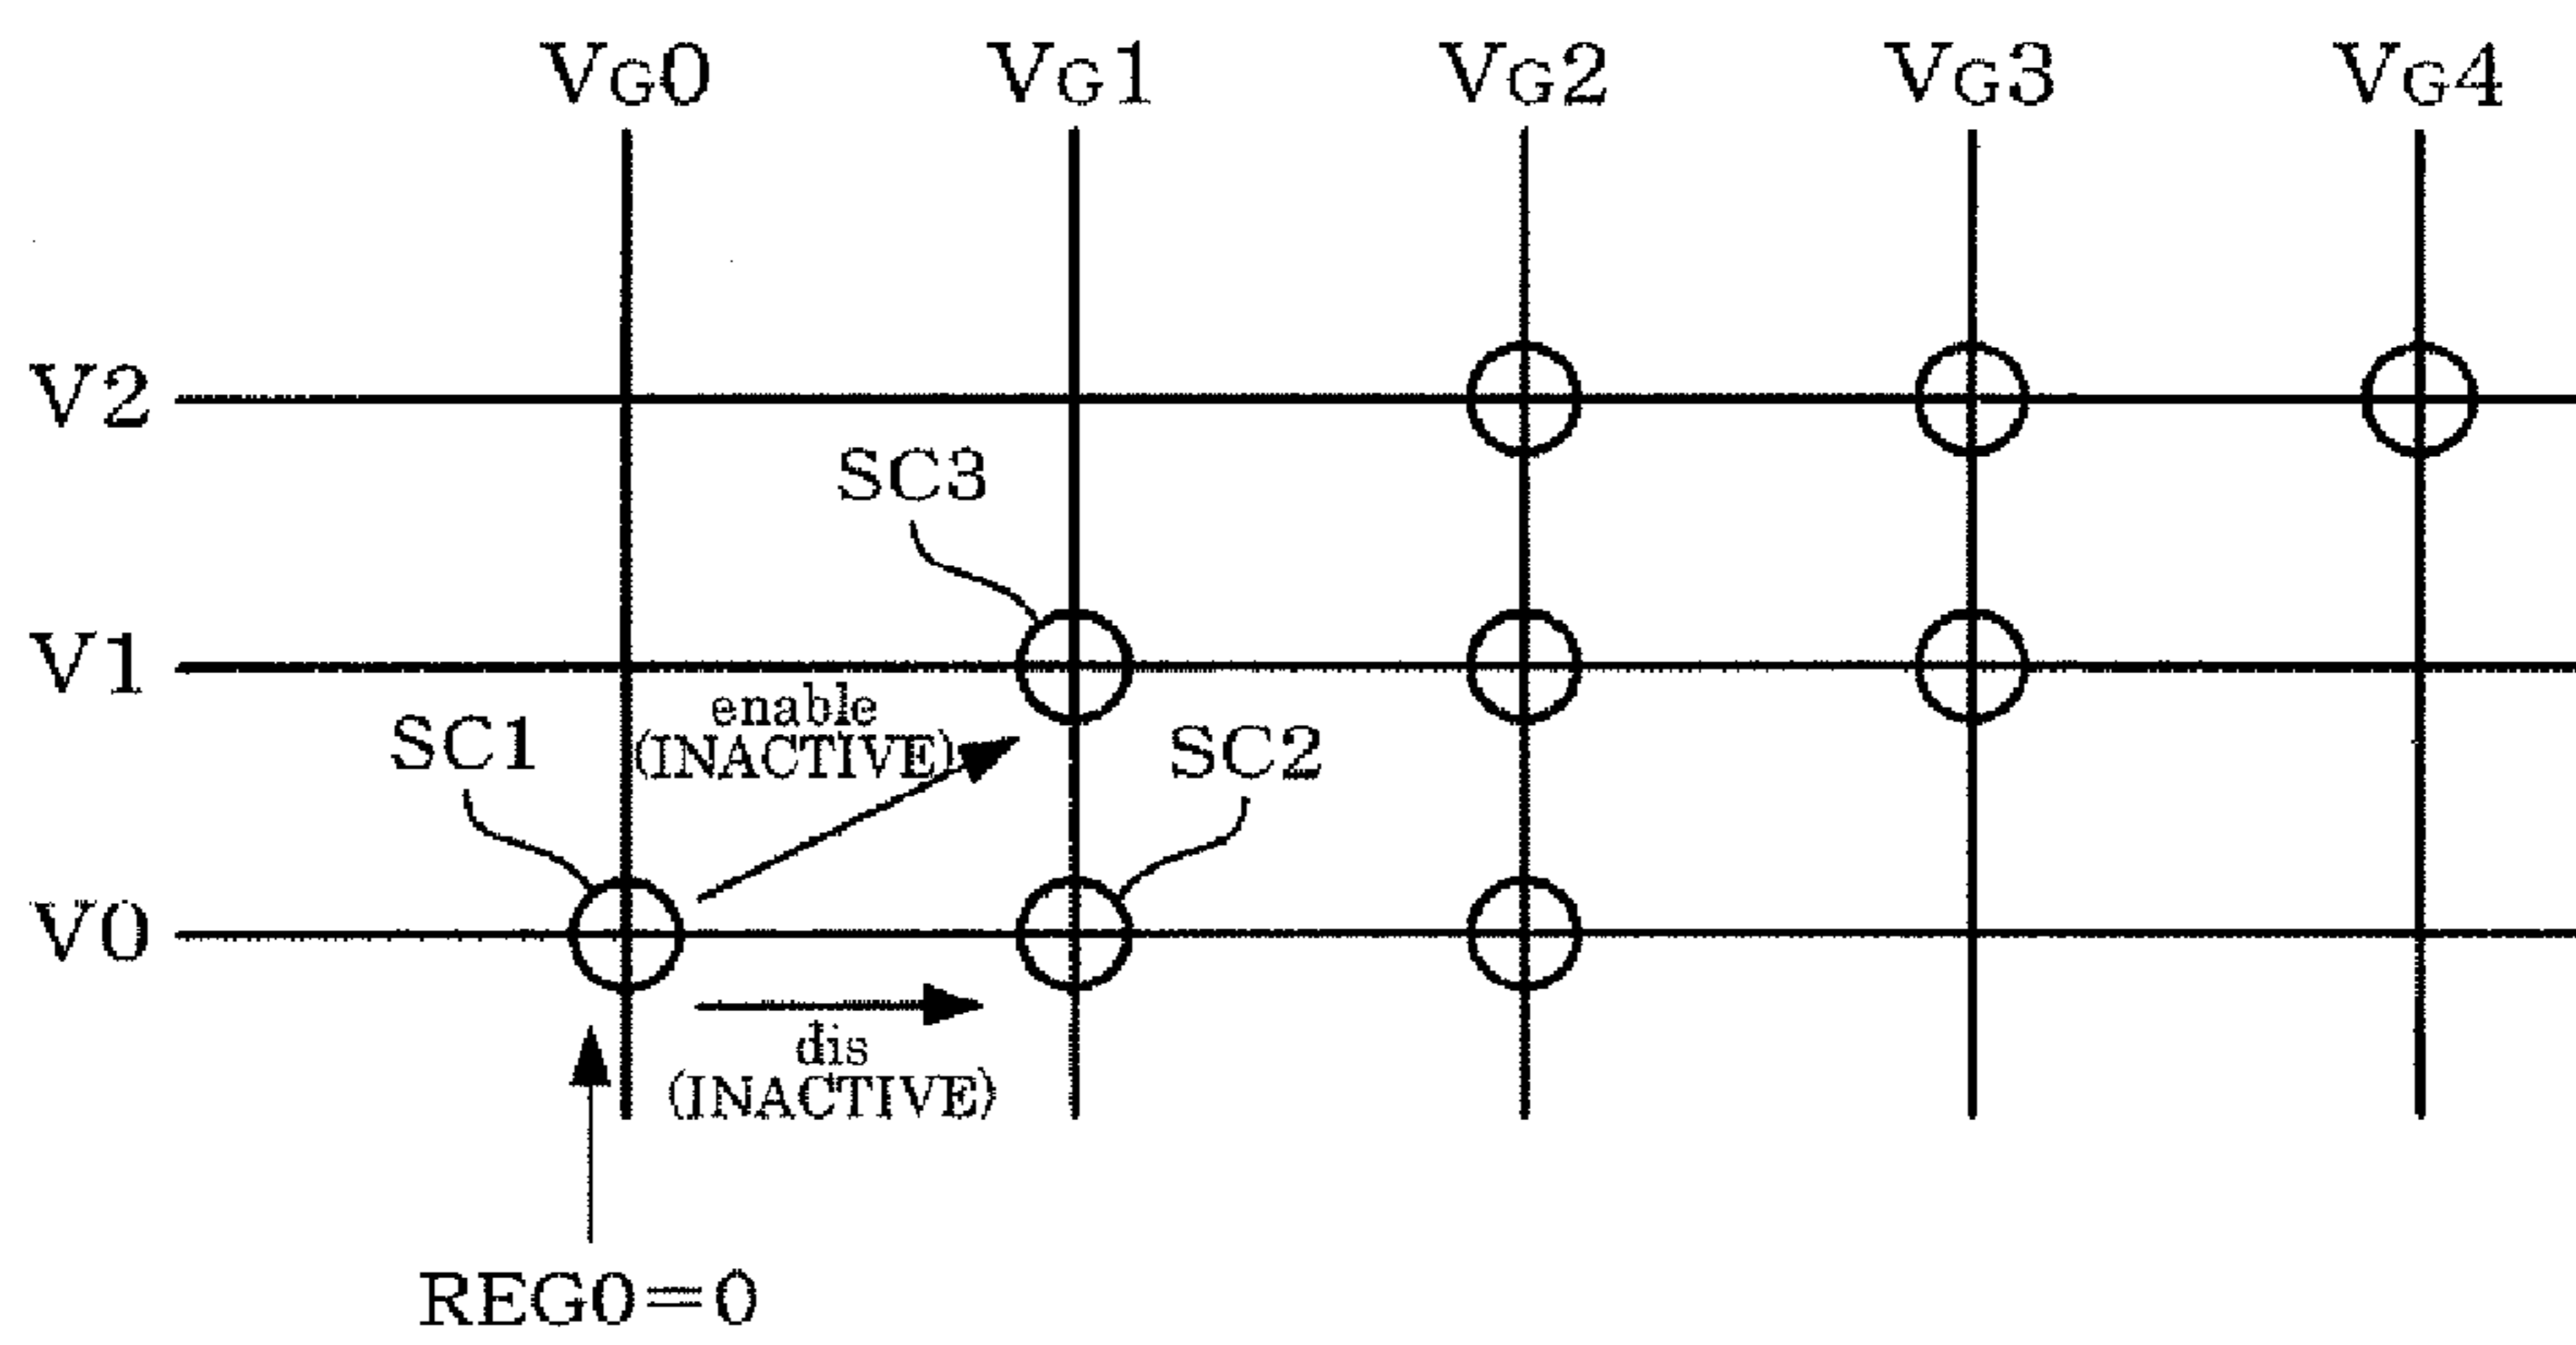 VG0 VG1 VG2 VG3 VG4
V2
SC3
V1
enable
(INACTIVE)
SC1
SC2
V0
dis
(INACTIVE)
REG0=0